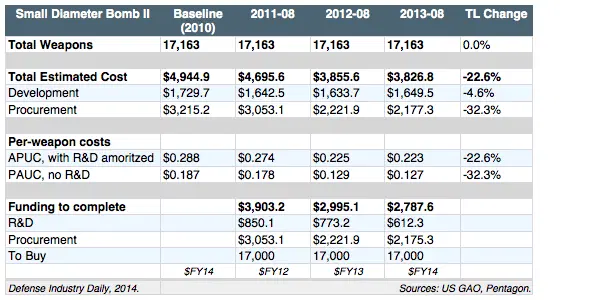 Small Diameter Bomb II Baseline (2010) 2011-08 2012-08 2013-08 TL Change
Total Weapons 17,163 17,163 17,163 17,163 0.0%
Total Estimated Cost $4,944.9 $4,695.6 $3,855.6 $3,826.8 -22.6%
Development $1,729.7 $1,642.5 $1,633.7 $1,649.5 -4.6%
Procurement $3,215.2 $3,053.1 $2,221.9 $2,177.3 -32.3%
Per-weapon costs
APUC, with R&D amoritzed $0.288 $0.274 $0.225 $0.223 -22.6%
PAUC, no R&D $0.187 $0.178 $0.129 $0.127 -32.3%
Funding to complete $3,903.2 $2,995.1 $2,787.6
R&D $850.1 $773.2 $612.3
Procurement $3,053.1 $2,221.9 $2,175.3
To Buy 17,000 17,000 17,000
$FY14 $FY12 $FY13 $FY14
Defense Industry Daily, 2014. Sources: US GAO, Pentagon.